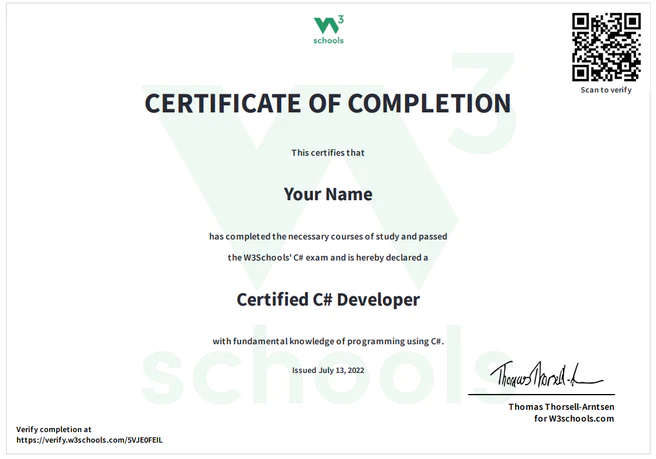 W3
schools
Scan to verify
CERTIFICATE OF COMPLETION
This certifies that
Your Name
has completed the necessary courses of study and passed
the W3Schools' C# exam and is hereby declared a
Certified C# Developer
with fundamental knowledge of programming using C#.
Issued July 13, 2022
Thomas Thorsell-A
Thomas Thorsell-Arntsen
for W3schools.com
Verify completion at
https://verify.w3schools.com/5VJE0FEIL
W3
schools